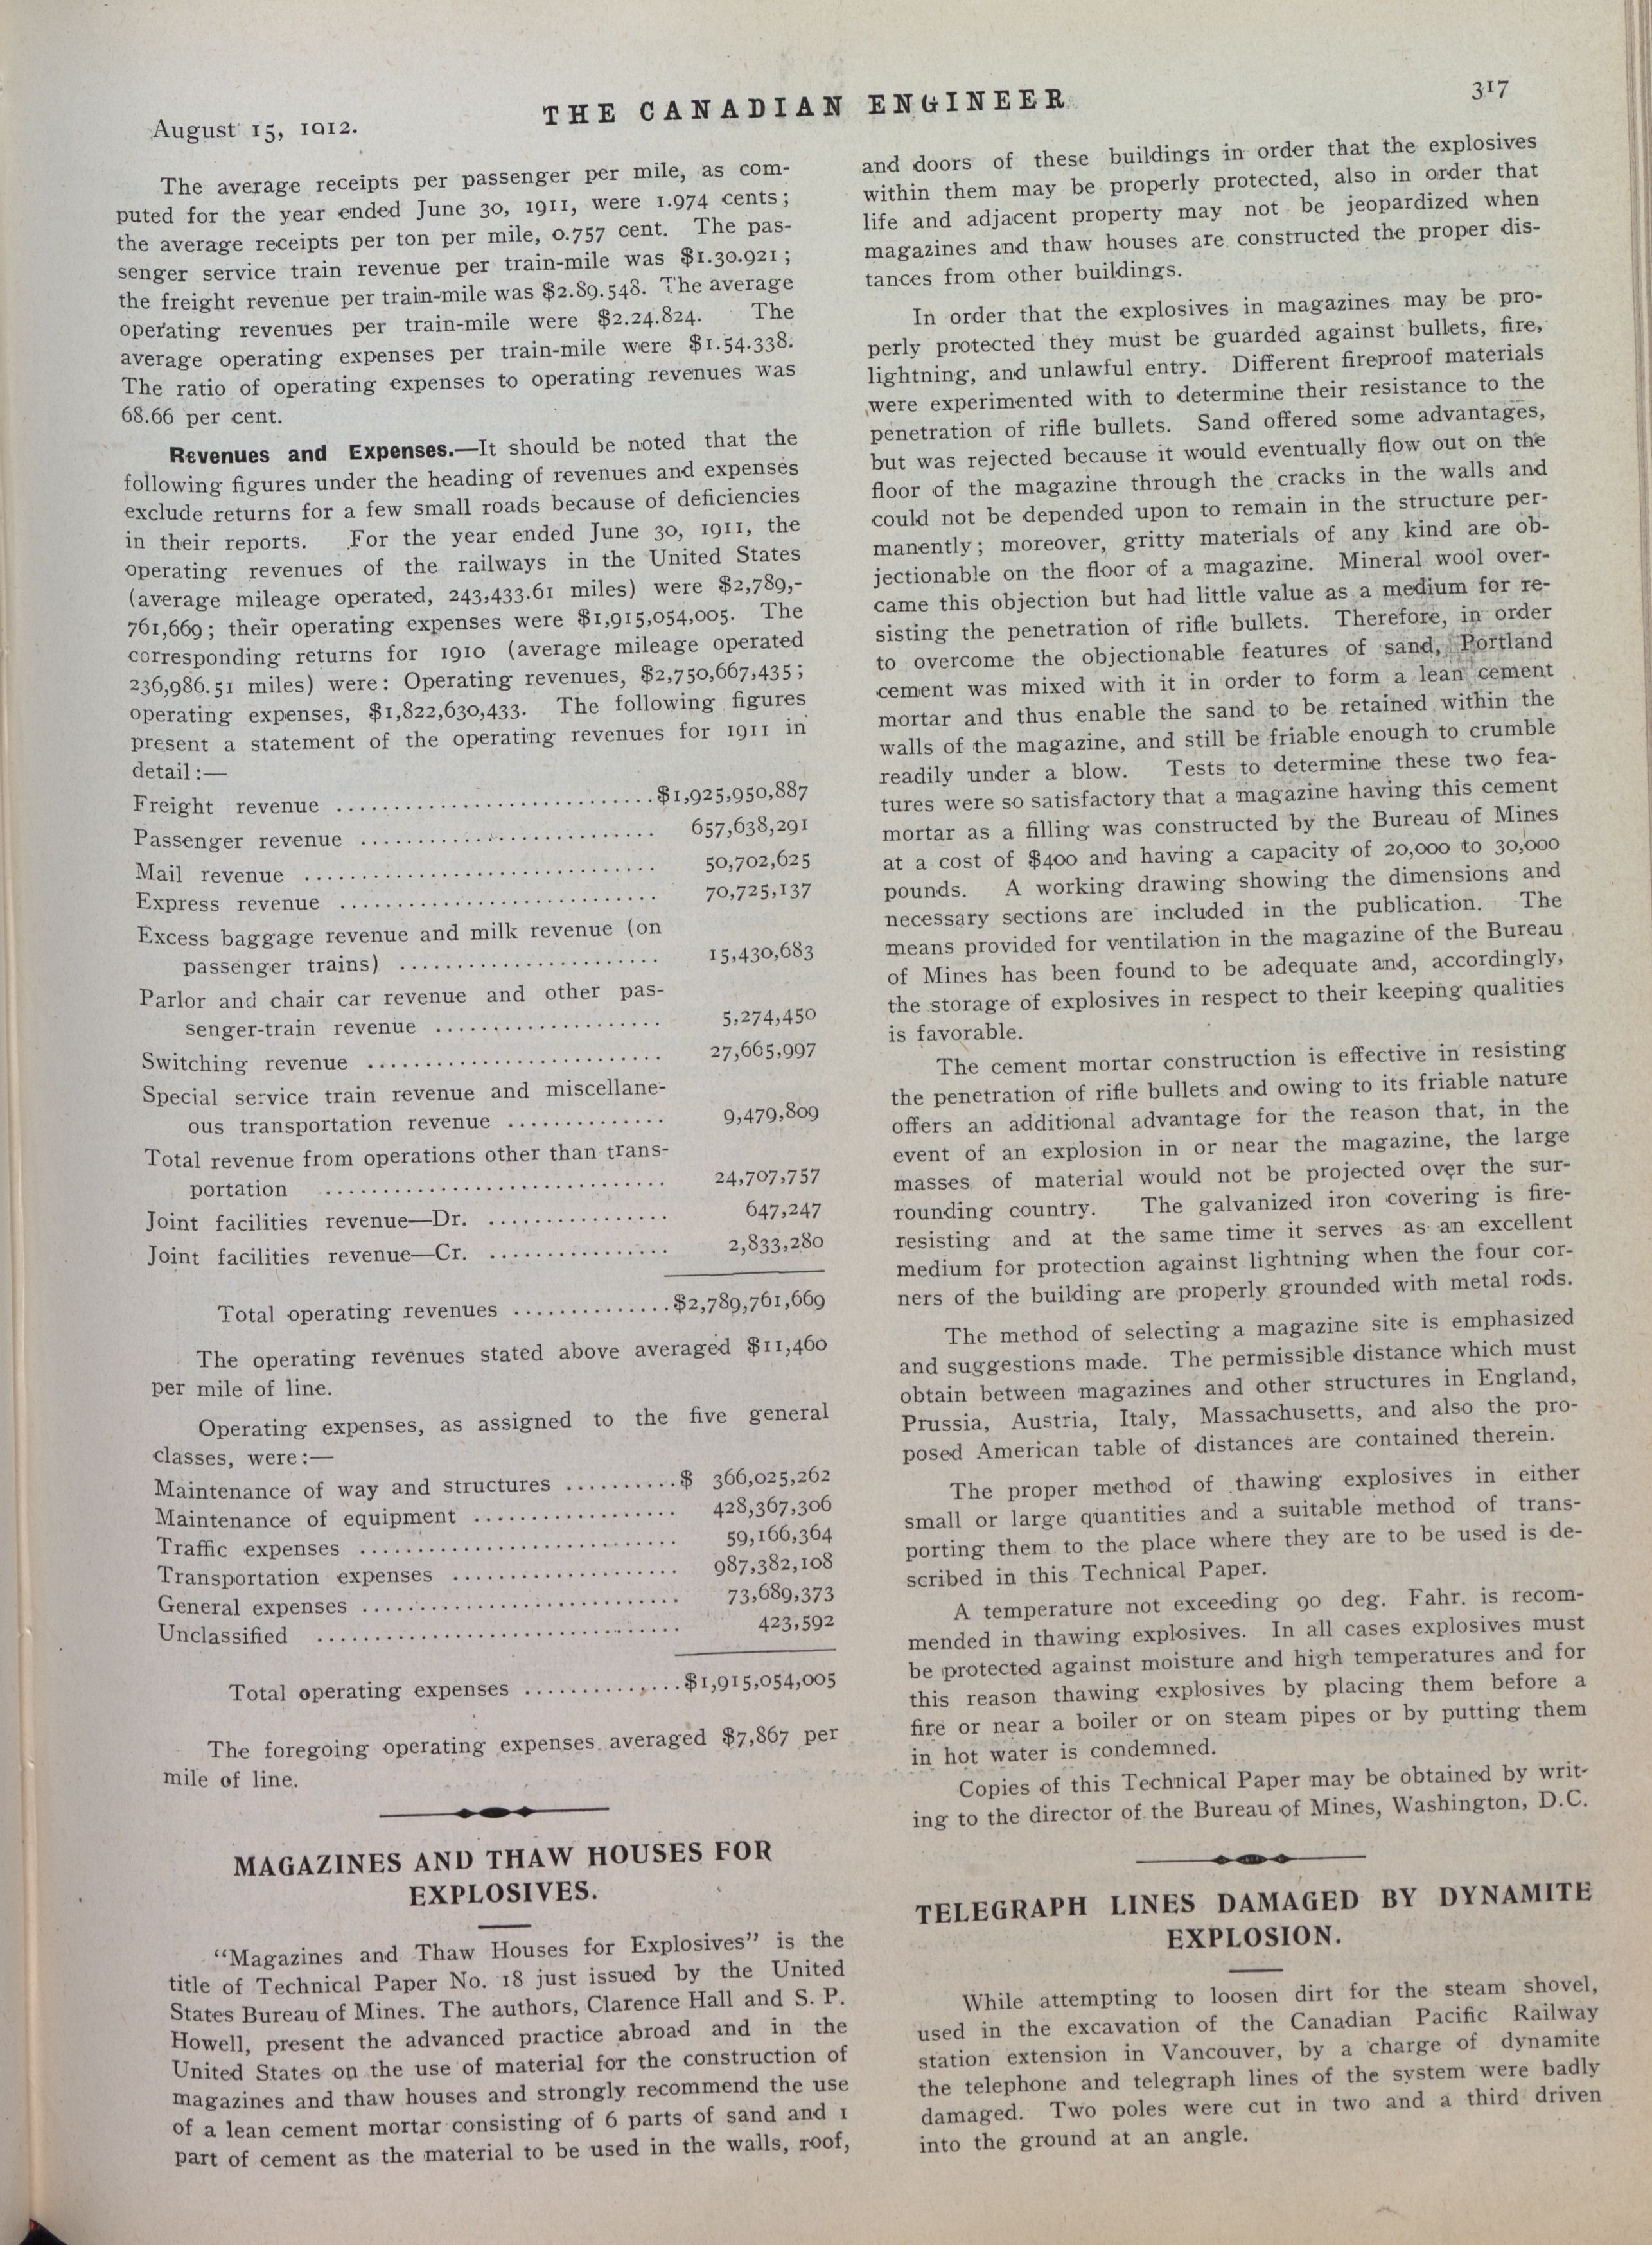 August 15, 1912.
THE CANADIAN ENGINEER
317
The average receipts per passenger per mile, as com-
puted for the year ended June 30, 1911, were 1.974 cents;
the average receipts per ton per mile, 0.757 cent. The pas-
senger service train revenue per train-mile was $1.30.921;
the freight revenue per train-mile was $2.89.548. The average
operating revenues per train-mile were $2.24.824. The
average operating expenses per train-mile were $1.54.338.
The ratio of operating expenses to operating revenues was
68.66 per cent.
Revenues and Expenses.—It should be noted that the
following figures under the heading of revenues and expenses
exclude returns for a few small roads because of deficiencies
in their reports. For the year ended June 30, 1911, the
operating revenues of the railways in the United States
(average mileage operated, 243,433.61 miles) were $2,789,-
761,669; their operating expenses were $1,915,054,005. The
corresponding returns for 1910 (average mileage operated
236,986.51 miles) were: Operating revenues, $2,750,667,435;
operating expenses, $1,822,630,433. The following figures
present a statement of the operating revenues for 1911 in
detail:—
Freight revenue ........................... $1,925,950,887
Passenger revenue ......................... 657,638,291
Mail revenue .............................. 50,702,625
Express revenue ........................... 70,725,137
Excess baggage revenue and milk revenue (on
passenger trains) ....................... 15,430,683
Parlor and chair car revenue and other pas-
senger-train revenue .................... 5,274,450
Switching revenue ......................... 27,665,997
Special service train revenue and miscellane-
ous transportation revenue .............. 9,479,809
Total revenue from operations other than trans-
portation .............................. 24,707,757
Joint facilities revenue—Dr. ................ 647,247
Joint facilities revenue—Cr. ................ 2,833,280
Total operating revenues .............. $2,789,761,669
The operating revenues stated above averaged $11,460
per mile of line.
Operating expenses, as assigned to the five general
classes, were:—
Maintenance of way and structures .......... $ 366,025,262
Maintenance of equipment .................. 428,367,306
Traffic expenses ............................ 59,166,364
Transportation expenses .................... 987,382,108
General expenses ............................ 73,689,373
Unclassified ................................ 423,592
Total operating expenses .............. $1,915,054,005
The foregoing operating expenses averaged $7,867 per
mile of line.
MAGAZINES AND THAW HOUSES FOR
EXPLOSIVES.
"Magazines and Thaw Houses for Explosives" is the
title of Technical Paper No. 18 just issued by the United
States Bureau of Mines. The authors, Clarence Hall and S. P.
Howell, present the advanced practice abroad and in the
United States on the use of material for the construction of
magazines and thaw houses and strongly recommend the use
of a lean cement mortar consisting of 6 parts of sand and 1
part of cement as the material to be used in the walls, roof,
and doors of these buildings in order that the explosives
within them may be properly protected, also in order that
life and adjacent property may not be jeopardized when
magazines and thaw houses are constructed the proper dis-
tances from other buildings.
In order that the explosives in magazines may be pro-
perly protected they must be guarded against bullets, fire,
lightning, and unlawful entry. Different fireproof materials
were experimented with to determine their resistance to the
penetration of rifle bullets. Sand offered some advantages,
but was rejected because it would eventually flow out on the
floor of the magazine through the cracks in the walls and
could not be depended upon to remain in the structure per-
manently; moreover, gritty materials of any kind are ob-
jectionable on the floor of a magazine. Mineral wool over-
came this objection but had little value as a medium for re-
sisting the penetration of rifle bullets. Therefore, in order
to overcome the objectionable features of sand, Portland
cement was mixed with it in order to form a lean cement
mortar and thus enable the sand to be retained within the
walls of the magazine, and still be friable enough to crumble
readily under a blow. Tests to determine these two fea-
tures were so satisfactory that a magazine having this cement
mortar as a filling was constructed by the Bureau of Mines
at a cost of $400 and having a capacity of 20,000 to 30,000
pounds. A working drawing showing the dimensions and
necessary sections are included in the publication. The
means provided for ventilation in the magazine of the Bureau
of Mines has been found to be adequate and, accordingly,
the storage of explosives in respect to their keeping qualities
is favorable.
The cement mortar construction is effective in resisting
the penetration of rifle bullets and owing to its friable nature
offers an additional advantage for the reason that, in the
event of an explosion in or near the magazine, the large
masses of material would not be projected over the sur-
rounding country. The galvanized iron covering is fire-
resisting and at the same time it serves as an excellent
medium for protection against lightning when the four cor-
ners of the building are properly grounded with metal rods.
The method of selecting a magazine site is emphasized
and suggestions made. The permissible distance which must
obtain between magazines and other structures in England,
Prussia, Austria, Italy, Massachusetts, and also the pro-
posed American table of distances are contained therein.
The proper method of thawing explosives in either
small or large quantities and a suitable method of trans-
porting them to the place where they are to be used is de-
scribed in this Technical Paper.
A temperature not exceeding 90 deg. Fahr. is recom-
mended in thawing explosives. In all cases explosives must
be protected against moisture and high temperatures and for
this reason thawing explosives by placing them before a
fire or near a boiler or on steam pipes or by putting them
in hot water is condemned.
Copies of this Technical Paper may be obtained by writ-
ing to the director of the Bureau of Mines, Washington, D.C.
TELEGRAPH LINES DAMAGED BY DYNAMITE
EXPLOSION.
While attempting to loosen dirt for the steam shovel,
used in the excavation of the Canadian Pacific Railway
station extension in Vancouver, by a charge of dynamite
the telephone and telegraph lines of the system were badly
damaged. Two poles were cut in two and a third driven
into the ground at an angle.